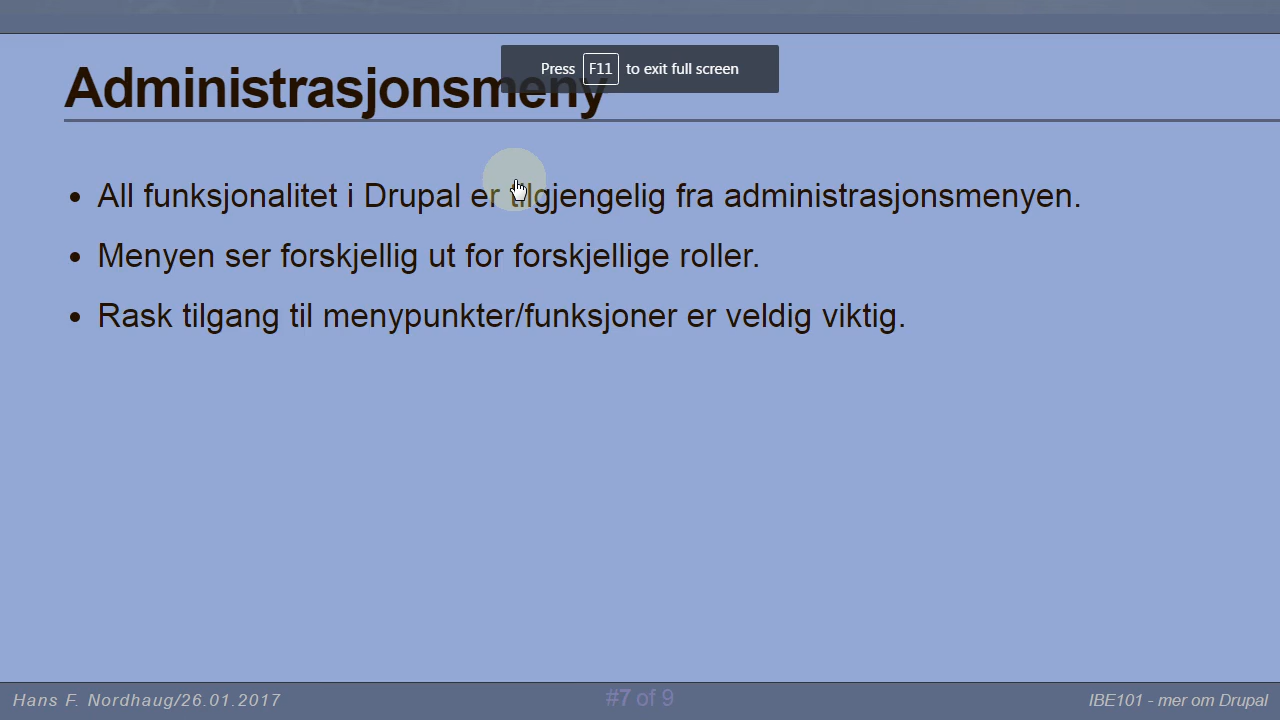 Press F11 to exit full screen
Administrasjonsmeny
• All funksjonalitet i Drupal er tilgjengelig fra administrasjonsmenyen.
• Menyen ser forskjellig ut for forskjellige roller.
• Rask tilgang til menypunkter/funksjoner er veldig viktig.
Hans F. Nordhaug/26.01.2017 #7 of 9 IBE101 - mer om Drupal